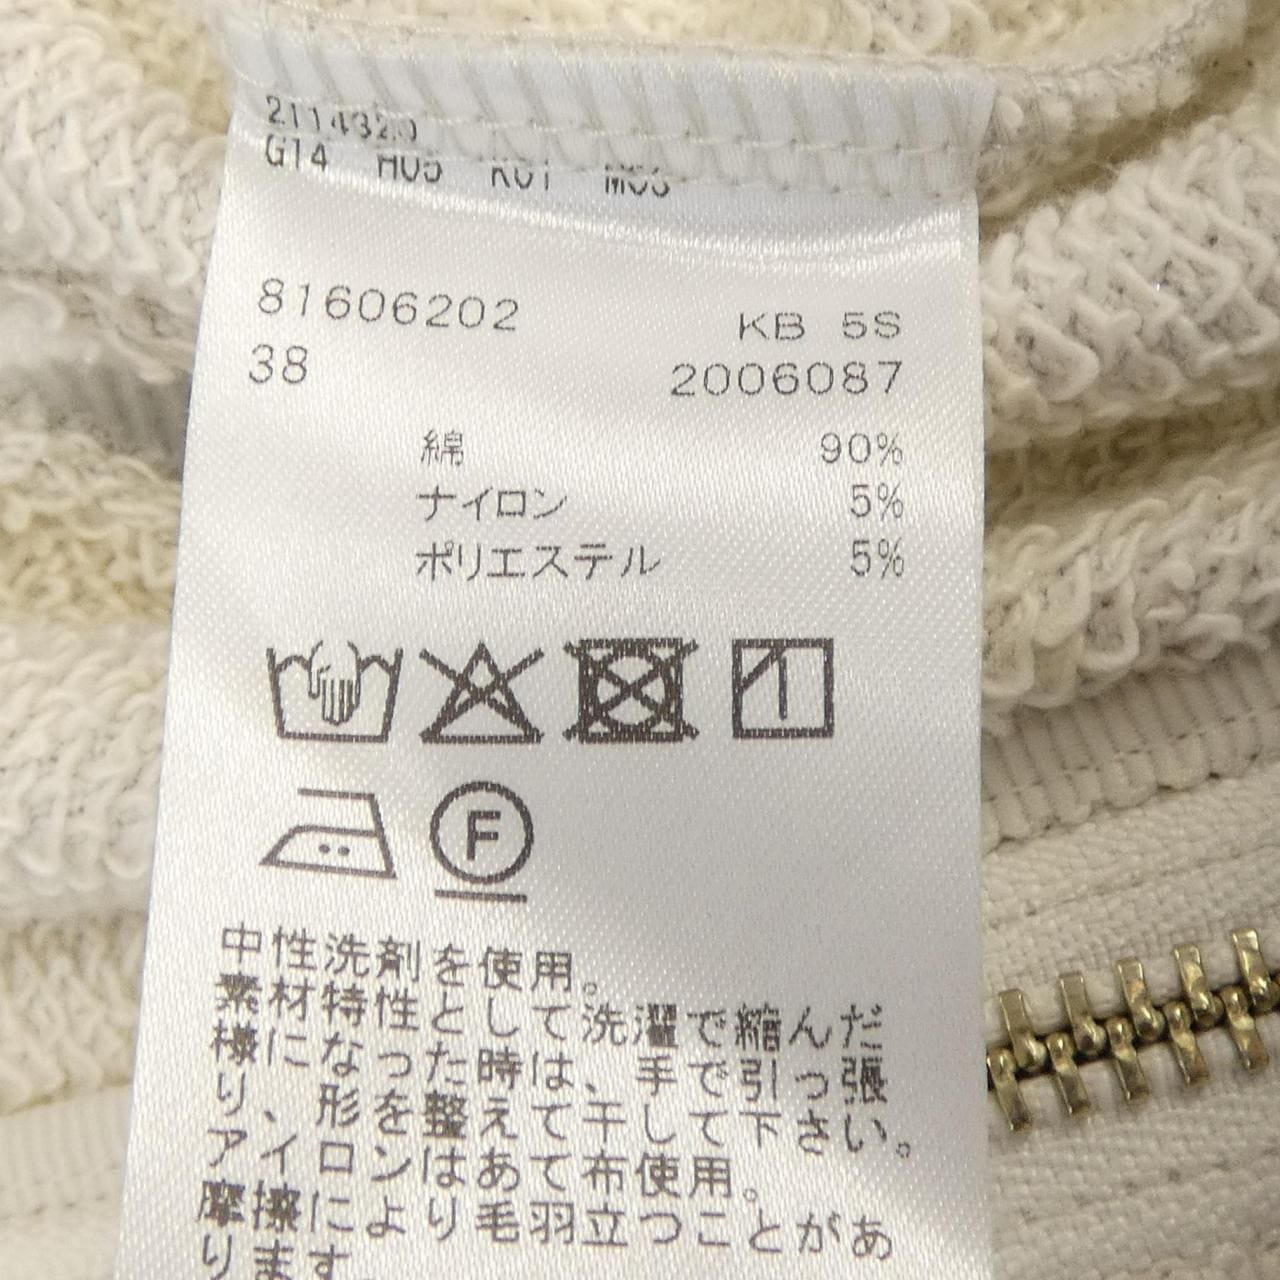 2114320
G14 H05 K01 M03
81606202
KB 5S
38
2006087
綿 90%
ナイロン 5%
ポリエステル 5%
F
中性洗剤を使用。
素材特性として洗濯で縮んだ
様になった時は、手で引っ張
り、形を整えて干して下さい。
アイロンはあて布使用。
摩擦により毛羽立つことがあ
ります。